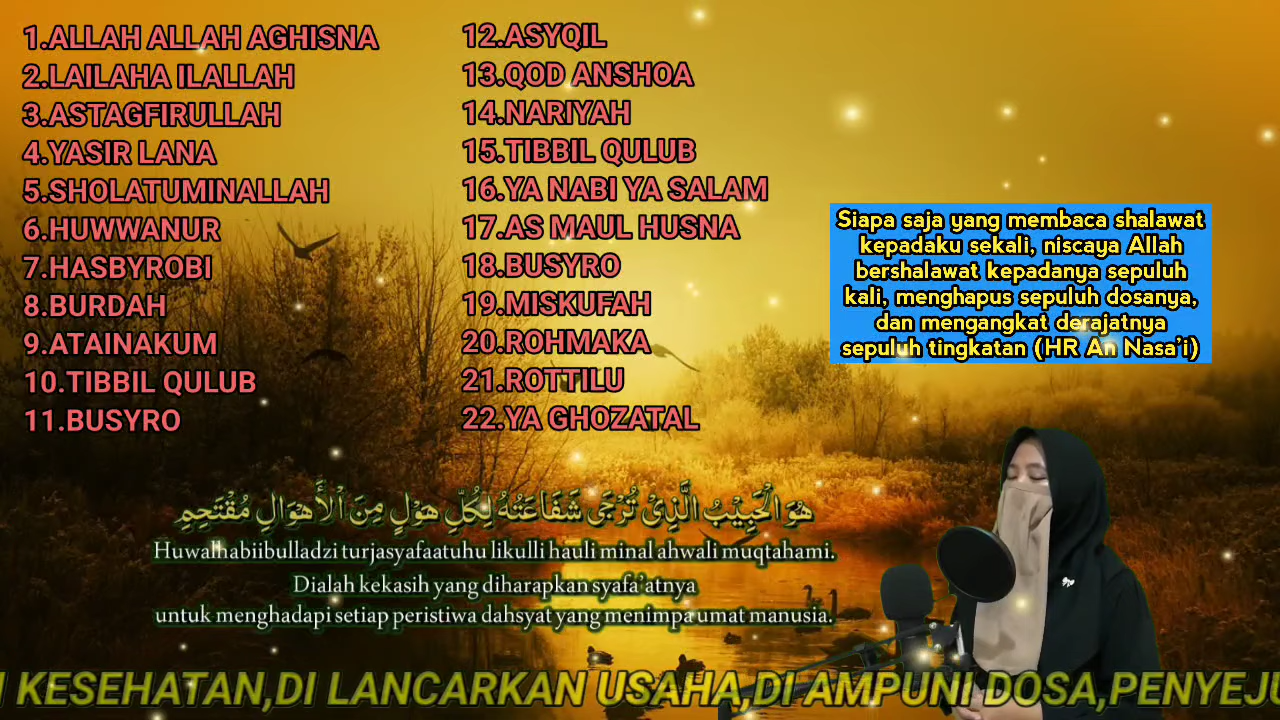 1.ALLAH ALLAH AGHISNA
2.LAILAHA ILALLAH
3.ASTAGFIRULLAH
4.YASIR LANA
5.SHOLATUMINALLAH
6.HUWWANUR
7.HASBYROBI
8.BURDAH
9.ATAINAKUM
10.TIBBIL QULUB
11.BUSYRO
12.ASYQIL
13.QOD ANSHOA
14.NARIYAH
15.TIBBIL QULUB
16.YA NABI YA SALAM
17.AS MAUL HUSNA
18.BUSYRO
19.MISKUFAH
20.ROHMAKA
21.ROTTILU
22.YA GHOZATAL
Siapa saja yang membaca shalawat
kepadaku sekali, niscaya Allah
bershalawat kepadanya sepuluh
kali, menghapus sepuluh dosanya,
dan mengangkat derajatnya
sepuluh tingkatan (HR An Nasa'i)
هُوَ الْحَبِيْبُ الَّذِيْ تُرْجَى شَفَاعَتُهُ لِكُلِّ هَوْلٍ مِنَ الْأَهْوَالِ مُقْتَحِمِ
Huwalhabiibulladzi turjasyafaatuhu likulli hauli minal ahwali muqtahami.
Dialah kekasih yang diharapkan syafa'atnya
untuk menghadapi setiap peristiwa dahsyat yang menimpa umat manusia.
KESEHATAN,DI LANCARKAN USAHA,DI AMPUNI DOSA,PENYEJU